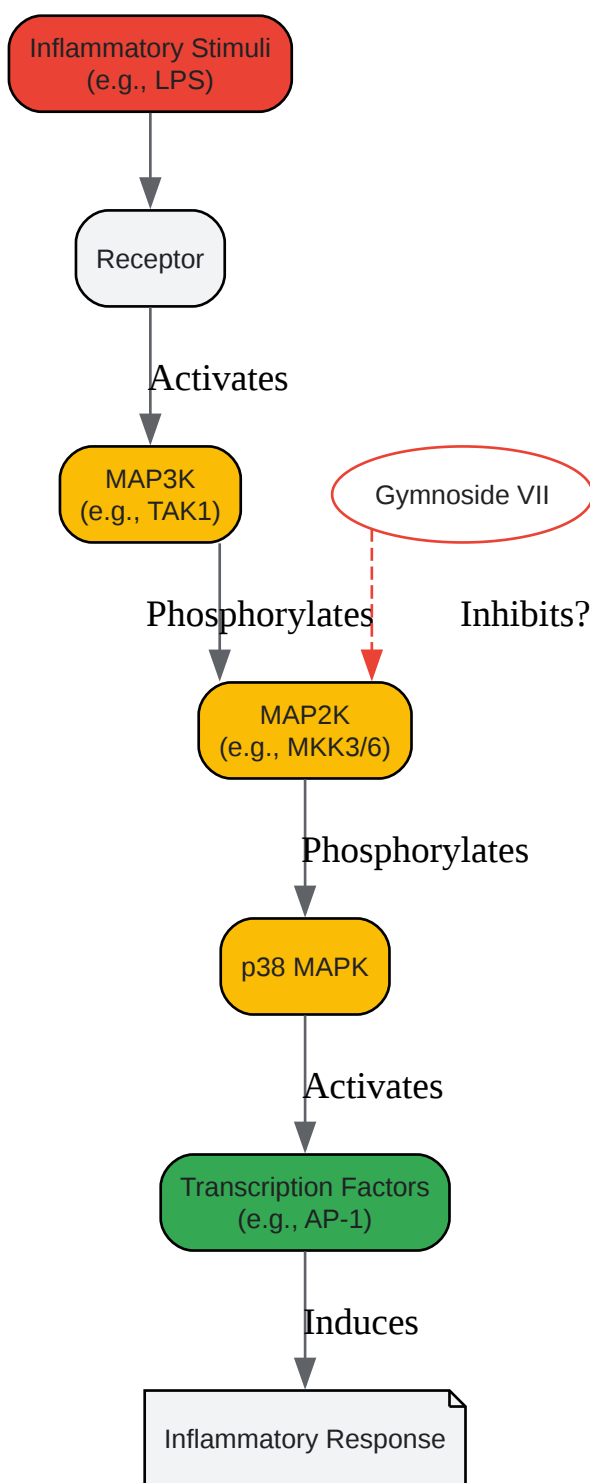 Inflammatory Stimuli
(e.g., LPS)
Receptor
Activates
MAP3K
(e.g., TAK1)
Gymnoside VII
Phosphorylates
Inhibits?
MAP2K
(e.g., MKK3/6)
Phosphorylates
p38 MAPK
Activates
Transcription Factors
(e.g., AP-1)
Induces
Inflammatory Response